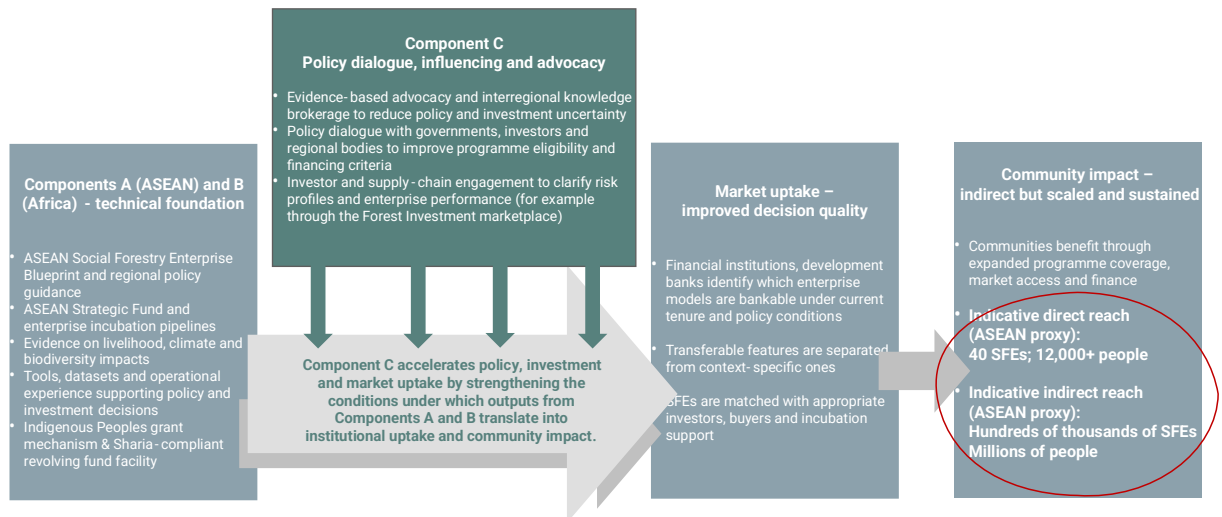 Component C
Policy dialogue, influencing and advocacy
• Evidence-based advocacy and interregional knowledge
brokerage to reduce policy and investment uncertainty
• Policy dialogue with governments, investors and
regional bodies to improve programme eligibility and
financing criteria
• Investor and supply-chain engagement to clarify risk
profiles and enterprise performance (for example
through the Forest Investment marketplace)
Components A (ASEAN) and B
(Africa) - technical foundation
• ASEAN Social Forestry Enterprise
Blueprint and regional policy
guidance
• ASEAN Strategic Fund and
enterprise incubation pipelines
• Evidence on livelihood, climate and
biodiversity impacts
• Tools, datasets and operational
experience supporting policy and
investment decisions
• Indigenous Peoples grant
mechanism & Sharia-compliant
revolving fund facility
Component C accelerates policy, investment
and market uptake by strengthening the
conditions under which outputs from
Components A and B translate into
institutional uptake and community impact.
Market uptake –
improved decision quality
• Financial institutions, development
banks identify which enterprise
models are bankable under current
tenure and policy conditions
• Transferable features are separated
from context-specific ones
• SFEs are matched with appropriate
investors, buyers and incubation
support
Community impact –
indirect but scaled and sustained
• Communities benefit through
expanded programme coverage,
market access and finance
• Indicative direct reach
(ASEAN proxy):
40 SFEs; 12,000+ people
• Indicative indirect reach
(ASEAN proxy):
Hundreds of thousands of SFEs
Millions of people